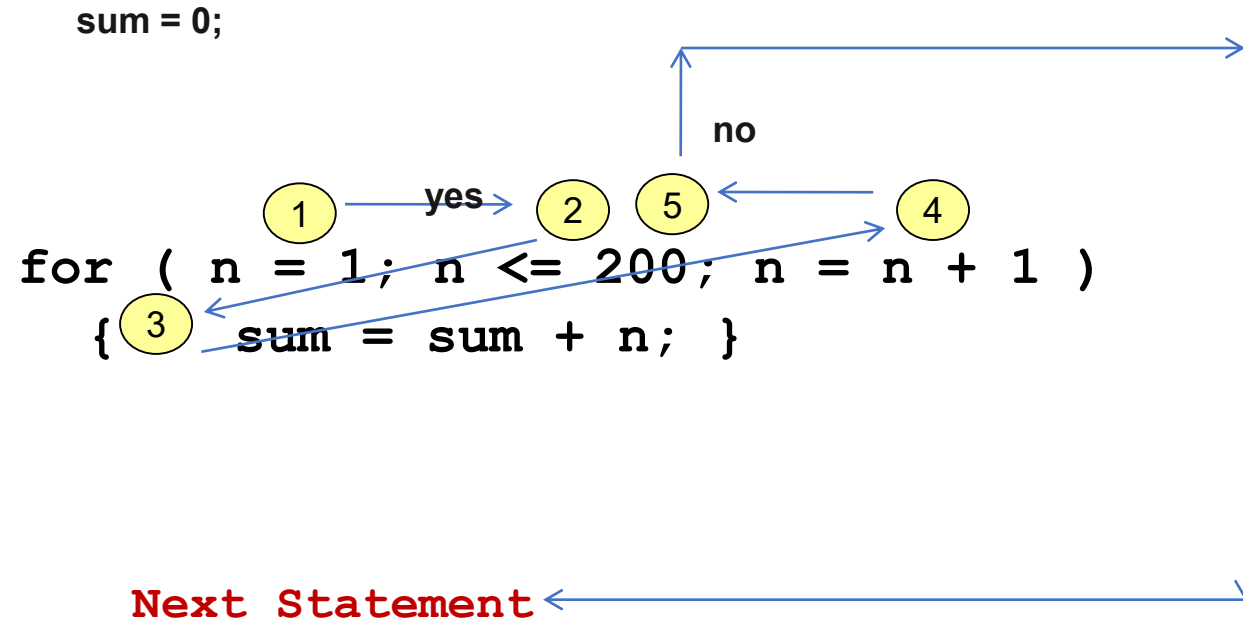 sum = 0;
no
1 yes 2 5 4
for ( n = 1; n <= 200; n = n + 1 )
{ 3 sum = sum + n; }
Next Statement